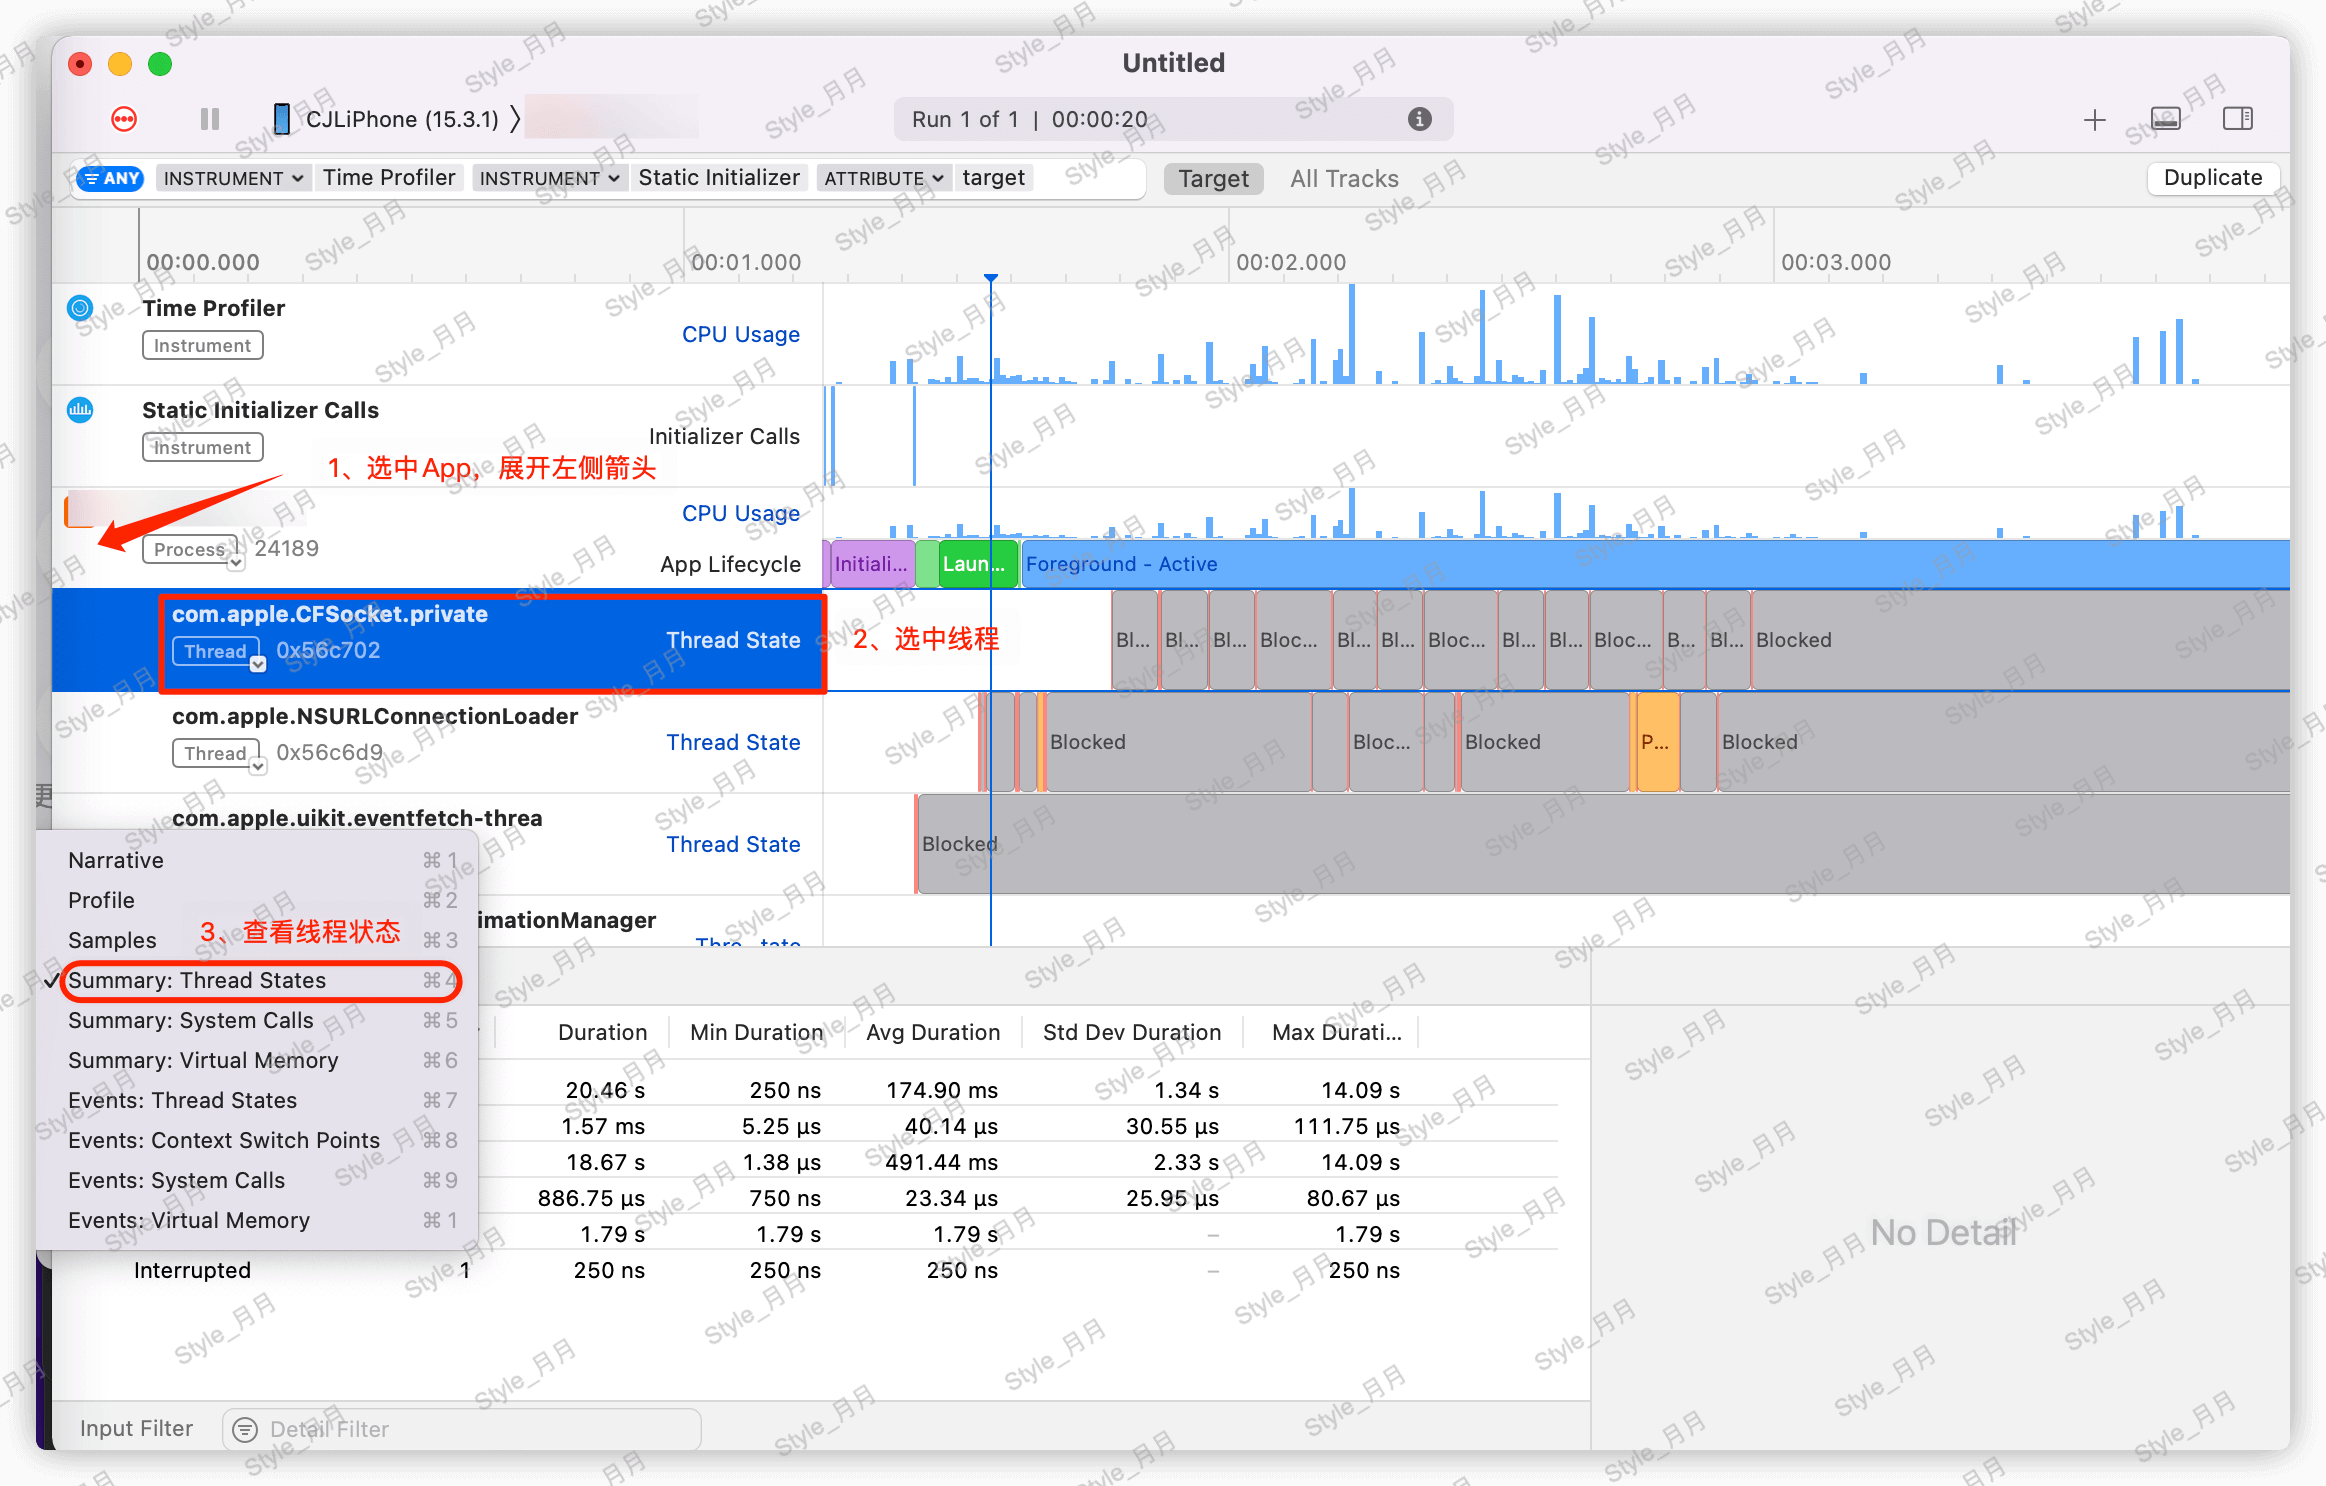 Untitled
CJLiPhone (15.3.1) 〉
Run 1 of 1 | 00:00:20
ANY INSTRUMENT Time Profiler INSTRUMENT Static Initializer ATTRIBUTE target Target All Tracks Duplicate
00:00.000 00:01.000 00:02.000 00:03.000
Time Profiler
Instrument
CPU Usage
Static Initializer Calls
Instrument
Initializer Calls
1、选中App，展开左侧箭头
CPU Usage
Process 24189
App Lifecycle
Initiali... Laun... Foreground - Active
com.apple.CFSocket.private
Thread 0x56c702
Thread State
2、选中线程
Bl... Bl... Bl... Bloc... Bl... Bl... Bloc... Bl... Bl... Bloc... B... Bl... Blocked
com.apple.NSURLConnectionLoader
Thread 0x56c6d9
Thread State
Blocked Bloc... Blocked P... Blocked
com.apple.uikit.eventfetch-threa
Thread State
Blocked
imationManager
Narrative ⌘1
Profile ⌘2
Samples ⌘3
3、查看线程状态
Summary: Thread States ⌘4
Summary: System Calls ⌘5
Summary: Virtual Memory ⌘6
Events: Thread States ⌘7
Events: Context Switch Points ⌘8
Events: System Calls ⌘9
Events: Virtual Memory ⌘1
Duration Min Duration Avg Duration Std Dev Duration Max Durati...
20.46 s 250 ns 174.90 ms 1.34 s 14.09 s
1.57 ms 5.25 µs 40.14 µs 30.55 µs 111.75 µs
18.67 s 1.38 µs 491.44 ms 2.33 s 14.09 s
886.75 µs 750 ns 23.34 µs 25.95 µs 80.67 µs
1.79 s 1.79 s 1.79 s – 1.79 s
Interrupted 1 250 ns 250 ns 250 ns – 250 ns
No Detail
Input Filter Detail Filter
Style_月月